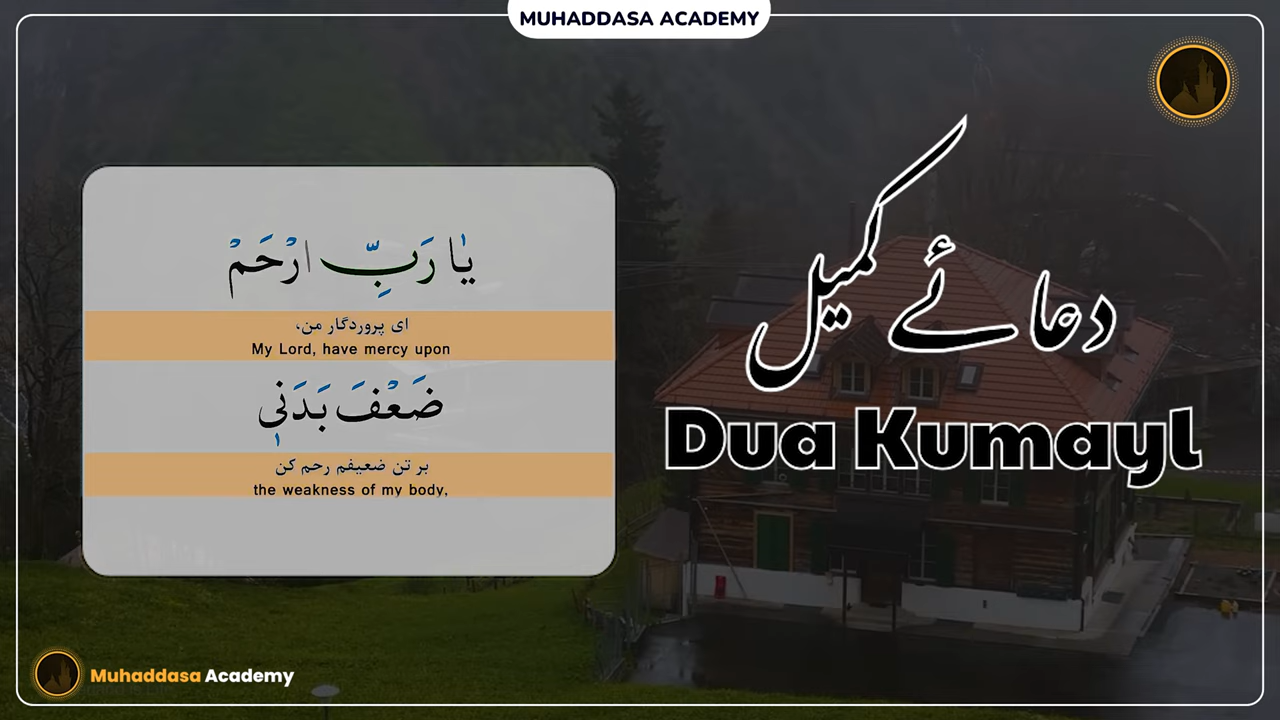 MUHADDASA ACADEMY
يٰا رَبِّ ارْحَمْ
ای پروردگار من،
My Lord, have mercy upon
ضَعْفَ بَدَنٖي
بر تن ضعیفم رحم کن
the weakness of my body,
دعائے کمیل
Dua Kumayl
Muhaddasa Academy